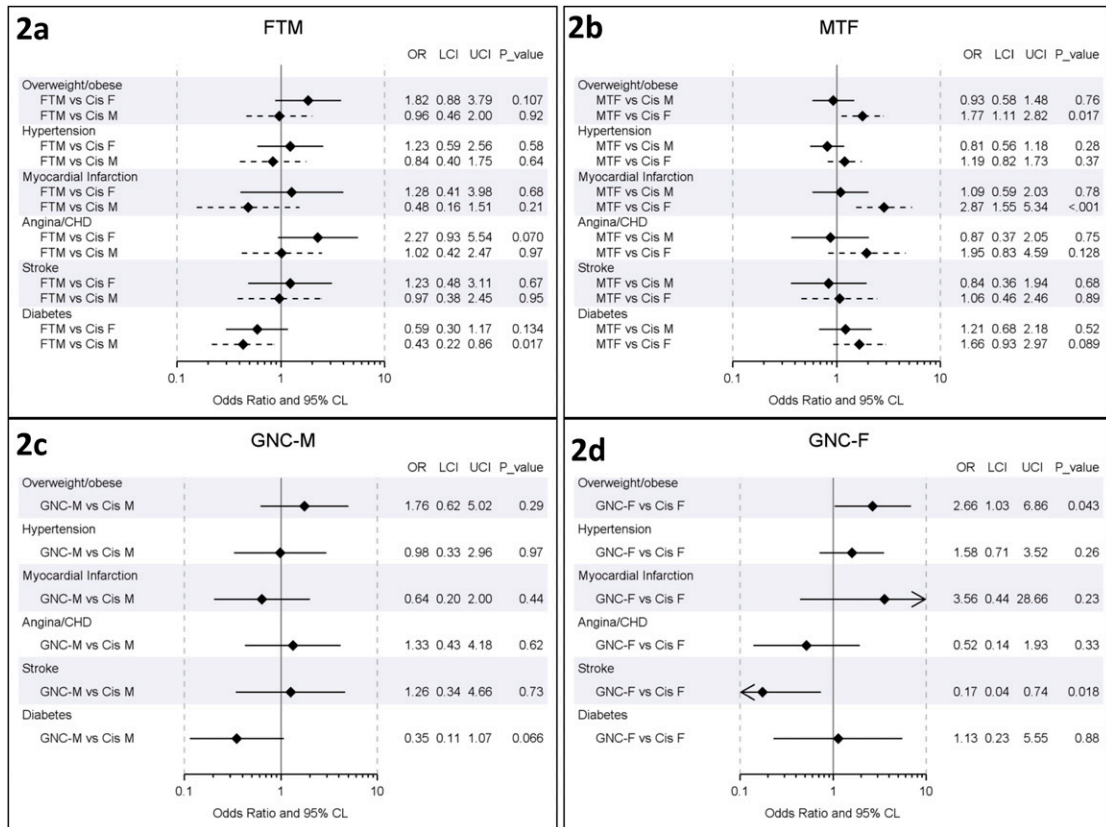 2a FTM
OR LCI UCI P_value
Overweight/obese
FTM vs Cis F 1.82 0.88 3.79 0.107
FTM vs Cis M 0.96 0.46 2.00 0.92
Hypertension
FTM vs Cis F 1.23 0.59 2.56 0.58
FTM vs Cis M 0.84 0.40 1.75 0.64
Myocardial Infarction
FTM vs Cis F 1.28 0.41 3.98 0.68
FTM vs Cis M 0.48 0.16 1.51 0.21
Angina/CHD
FTM vs Cis F 2.27 0.93 5.54 0.070
FTM vs Cis M 1.02 0.42 2.47 0.97
Stroke
FTM vs Cis F 1.23 0.48 3.11 0.67
FTM vs Cis M 0.97 0.38 2.45 0.95
Diabetes
FTM vs Cis F 0.59 0.30 1.17 0.134
FTM vs Cis M 0.43 0.22 0.86 0.017
0.1 1 10
Odds Ratio and 95% CL
2b MTF
OR LCI UCI P_value
Overweight/obese
MTF vs Cis M 0.93 0.58 1.48 0.76
MTF vs Cis F 1.77 1.11 2.82 0.017
Hypertension
MTF vs Cis M 0.81 0.56 1.18 0.28
MTF vs Cis F 1.19 0.82 1.73 0.37
Myocardial Infarction
MTF vs Cis M 1.09 0.59 2.03 0.78
MTF vs Cis F 2.87 1.55 5.34 <.001
Angina/CHD
MTF vs Cis M 0.87 0.37 2.05 0.75
MTF vs Cis F 1.95 0.83 4.59 0.128
Stroke
MTF vs Cis M 0.84 0.36 1.94 0.68
MTF vs Cis F 1.06 0.46 2.46 0.89
Diabetes
MTF vs Cis M 1.21 0.68 2.18 0.52
MTF vs Cis F 1.66 0.93 2.97 0.089
0.1 1 10
Odds Ratio and 95% CL
2c GNC-M
OR LCI UCI P_value
Overweight/obese
GNC-M vs Cis M 1.76 0.62 5.02 0.29
Hypertension
GNC-M vs Cis M 0.98 0.33 2.96 0.97
Myocardial Infarction
GNC-M vs Cis M 0.64 0.20 2.00 0.44
Angina/CHD
GNC-M vs Cis M 1.33 0.43 4.18 0.62
Stroke
GNC-M vs Cis M 1.26 0.34 4.66 0.73
Diabetes
GNC-M vs Cis M 0.35 0.11 1.07 0.066
0.1 1 10
Odds Ratio and 95% CL
2d GNC-F
OR LCI UCI P_value
Overweight/obese
GNC-F vs Cis F 2.66 1.03 6.86 0.043
Hypertension
GNC-F vs Cis F 1.58 0.71 3.52 0.26
Myocardial Infarction
GNC-F vs Cis F 3.56 0.44 28.66 0.23
Angina/CHD
GNC-F vs Cis F 0.52 0.14 1.93 0.33
Stroke
GNC-F vs Cis F 0.17 0.04 0.74 0.018
Diabetes
GNC-F vs Cis F 1.13 0.23 5.55 0.88
0.1 1 10
Odds Ratio and 95% CL